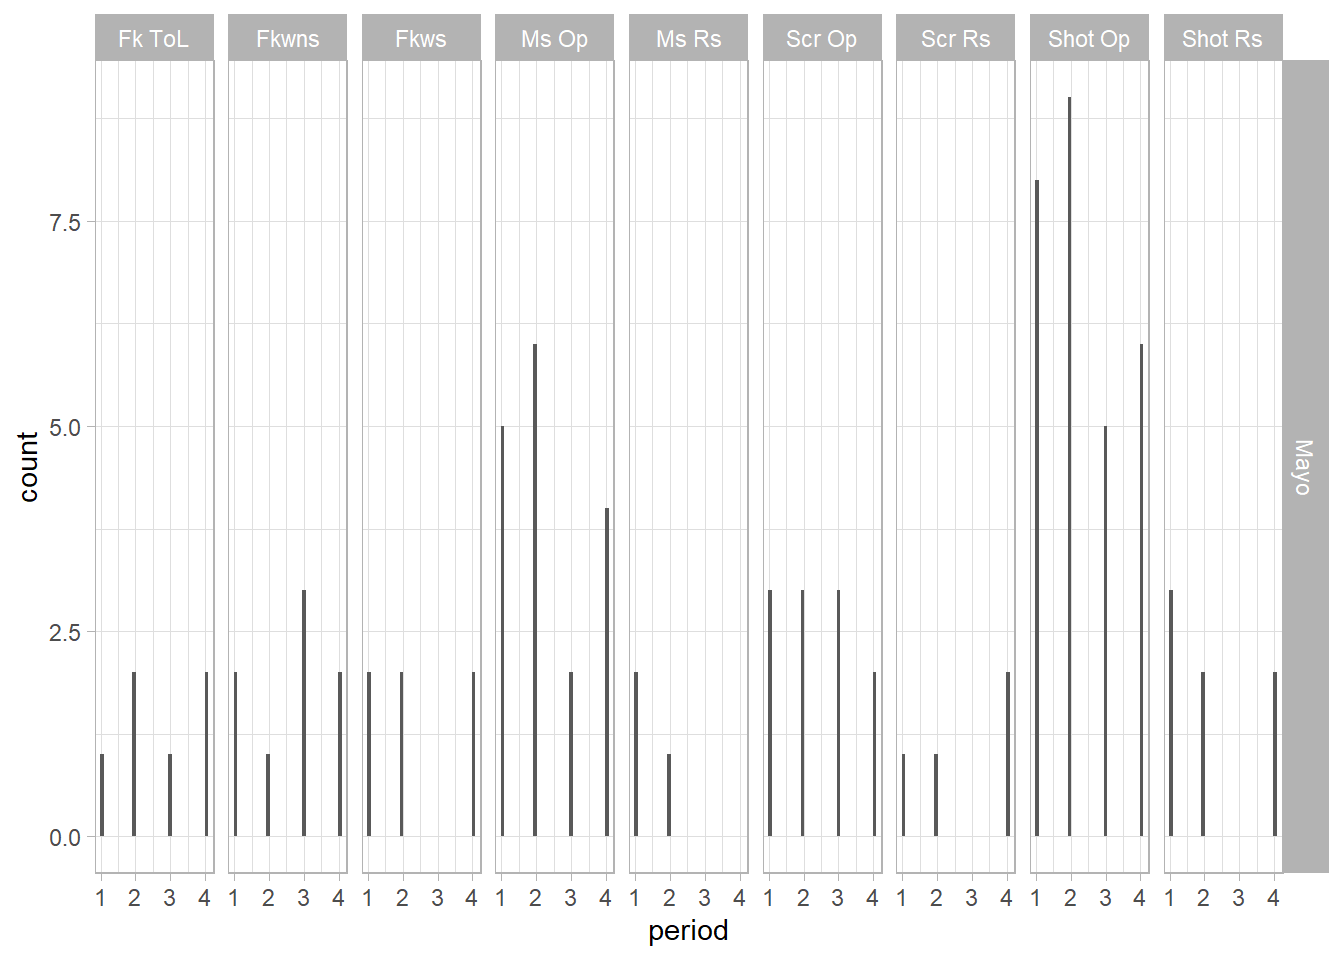 Fk ToL Fkwns Fkws Ms Op Ms Rs Scr Op Scr Rs Shot Op Shot Rs
Mayo
count
7.5
5.0
2.5
0.0
1 2 3 4 1 2 3 4 1 2 3 4 1 2 3 4 1 2 3 4 1 2 3 4 1 2 3 4 1 2 3 4 1 2 3 4
period